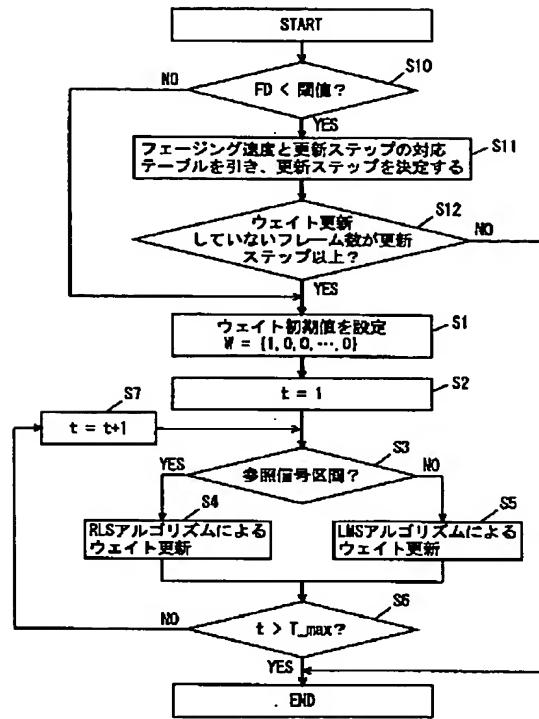 START
S10
NO
FD < 閾値?
YES
フェージング速度と更新ステップの対応
テーブルを引き、更新ステップを決定する
S11
S12
ウェイト更新
していないフレーム数が更新
ステップ以上?
NO
YES
ウェイト初期値を設定
W = {1,0,0,…,0}
S1
t = 1
S2
S7
t = t+1
S3
YES
参照信号区間?
NO
S4
RLSアルゴリズムによる
ウェイト更新
S5
LMSアルゴリズムによる
ウェイト更新
S6
NO
t > T_max?
YES
END